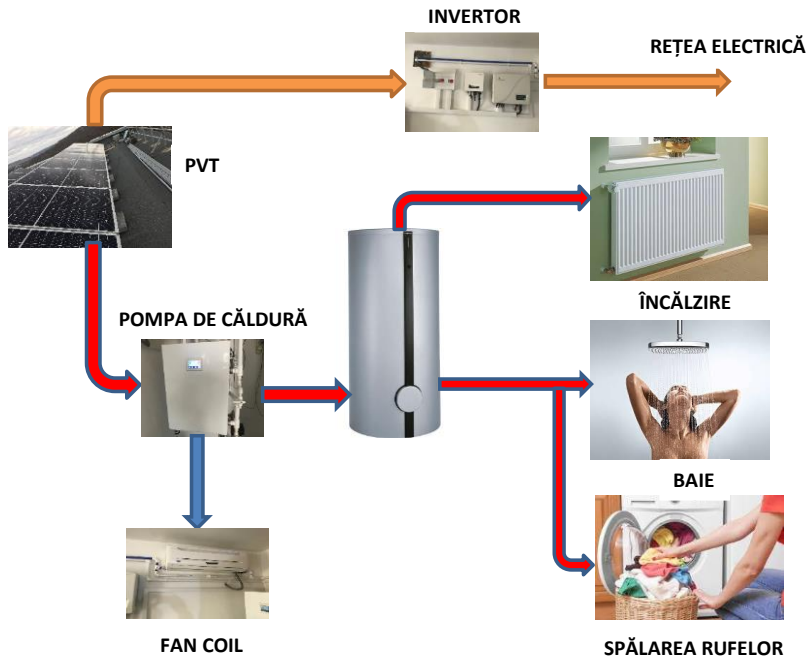 INVERTOR
REȚEA ELECTRICĂ
PVT
POMPA DE CĂLDURĂ
ÎNCĂLZIRE
BAIE
FAN COIL
SPĂLAREA RUFELOR